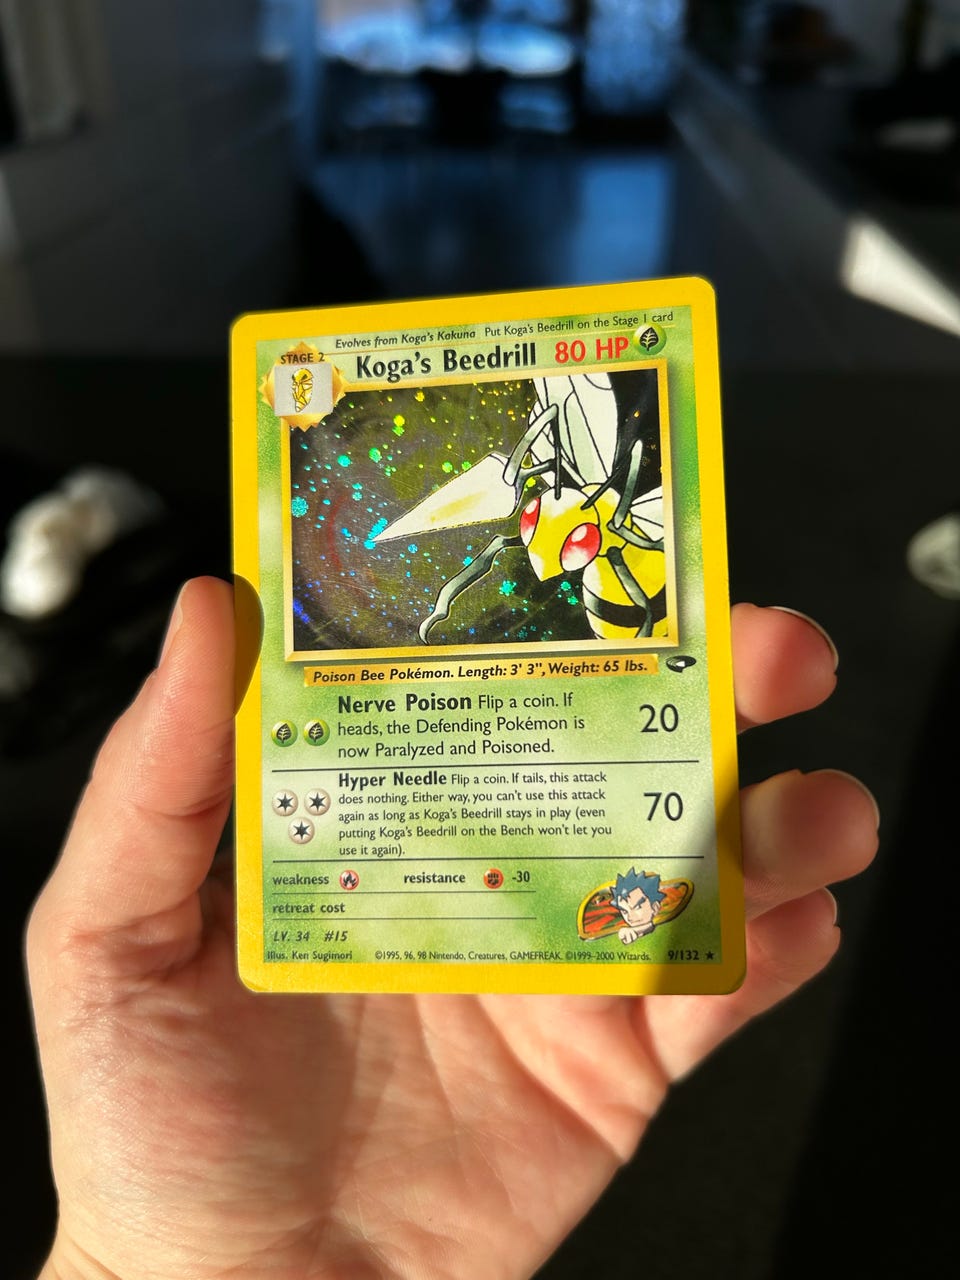 Evolves from Koga's Kakuna Put Koga's Beedrill on the Stage 1 card
STAGE 2
Koga's Beedrill 80 HP
Poison Bee Pokémon. Length: 3' 3", Weight: 65 lbs.
Nerve Poison Flip a coin. If
heads, the Defending Pokémon is
now Paralyzed and Poisoned.
20
Hyper Needle Flip a coin. If tails, this attack
does nothing. Either way, you can't use this attack
again as long as Koga's Beedrill stays in play (even
putting Koga's Beedrill on the Bench won't let you
use it again).
70
weakness resistance -30
retreat cost
LV. 34 #15
Illus. Ken Sugimori ©1995, 96, 98 Nintendo, Creatures, GAMEFREAK. ©1999-2000 Wizards. 9/132 ★